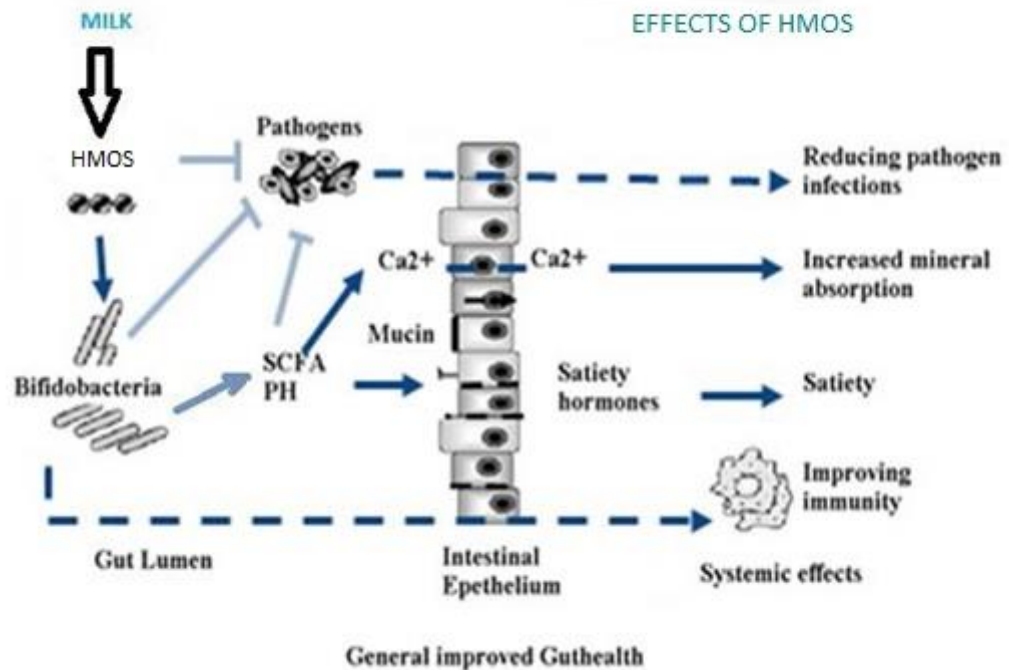 MILK
EFFECTS OF HMOS
HMOS
Pathogens
Reducing pathogen
infections
Ca2+
Ca2+
Increased mineral
absorption
Mucin
Bifidobacteria
SCFA
PH
Satiety
hormones
Satiety
Improving
immunity
Gut Lumen
Intestinal
Epethelium
Systemic effects
General improved Guthealth